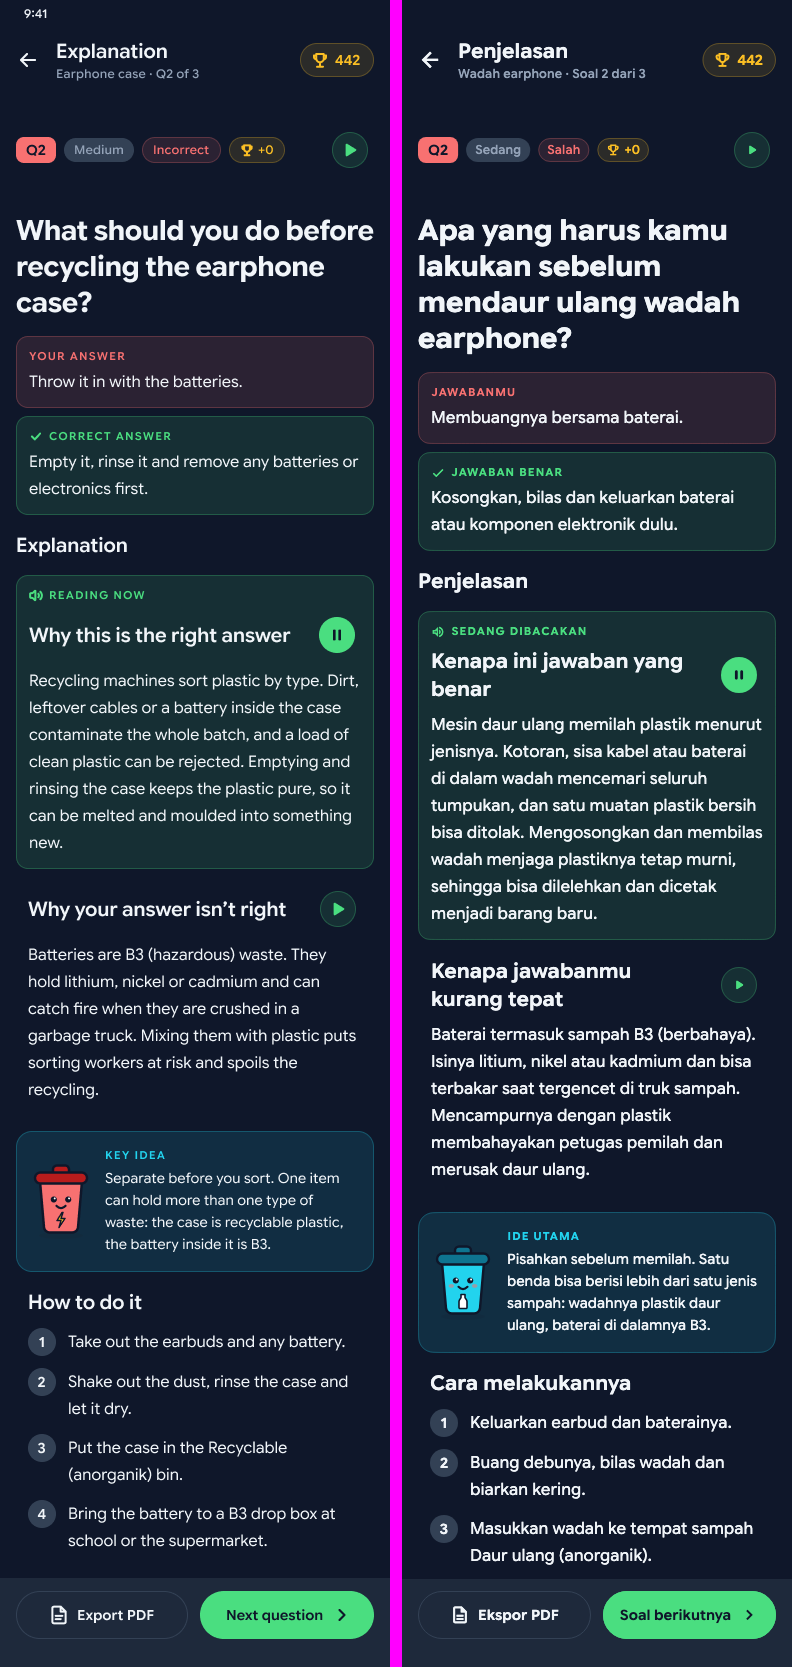 9:41
Explanation
Earphone case · Q2 of 3
442
Q2
Medium
Incorrect
+0
What should you do before
recycling the earphone
case?
YOUR ANSWER
Throw it in with the batteries.
CORRECT ANSWER
Empty it, rinse it and remove any batteries or
electronics first.
Explanation
READING NOW
Why this is the right answer
Recycling machines sort plastic by type. Dirt,
leftover cables or a battery inside the case
contaminate the whole batch, and a load of
clean plastic can be rejected. Emptying and
rinsing the case keeps the plastic pure, so it
can be melted and moulded into something
new.
Why your answer isn’t right
Batteries are B3 (hazardous) waste. They
hold lithium, nickel or cadmium and can
catch fire when they are crushed in a
garbage truck. Mixing them with plastic puts
sorting workers at risk and spoils the
recycling.
KEY IDEA
Separate before you sort. One item
can hold more than one type of
waste: the case is recyclable plastic,
the battery inside it is B3.
How to do it
1 Take out the earbuds and any battery.
2 Shake out the dust, rinse the case and
let it dry.
3 Put the case in the Recyclable
(anorganik) bin.
4 Bring the battery to a B3 drop box at
school or the supermarket.
Export PDF
Next question
Penjelasan
Wadah earphone · Soal 2 dari 3
442
Q2
Sedang
Salah
+0
Apa yang harus kamu
lakukan sebelum
mendaur ulang wadah
earphone?
JAWABANMU
Membuangnya bersama baterai.
JAWABAN BENAR
Kosongkan, bilas dan keluarkan baterai
atau komponen elektronik dulu.
Penjelasan
SEDANG DIBACAKAN
Kenapa ini jawaban yang
benar
Mesin daur ulang memilah plastik menurut
jenisnya. Kotoran, sisa kabel atau baterai
di dalam wadah mencemari seluruh
tumpukan, dan satu muatan plastik bersih
bisa ditolak. Mengosongkan dan membilas
wadah menjaga plastiknya tetap murni,
sehingga bisa dilelehkan dan dicetak
menjadi barang baru.
Kenapa jawabanmu
kurang tepat
Baterai termasuk sampah B3 (berbahaya).
Isinya litium, nikel atau kadmium dan bisa
terbakar saat tergencet di truk sampah.
Mencampurnya dengan plastik
membahayakan petugas pemilah dan
merusak daur ulang.
IDE UTAMA
Pisahkan sebelum memilah. Satu
benda bisa berisi lebih dari satu jenis
sampah: wadahnya plastik daur
ulang, baterai di dalamnya B3.
Cara melakukannya
1 Keluarkan earbud dan baterainya.
2 Buang debunya, bilas wadah dan
biarkan kering.
3 Masukkan wadah ke tempat sampah
Daur ulang (anorganik).
Ekspor PDF
Soal berikutnya